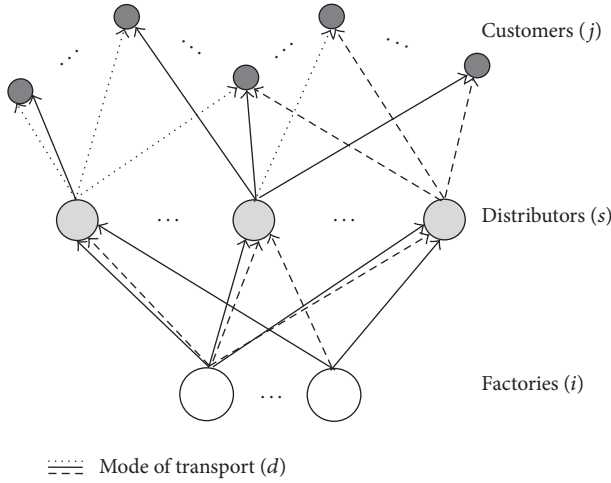 Customers (j)
Distributors (s)
Factories (i)
Mode of transport (d)